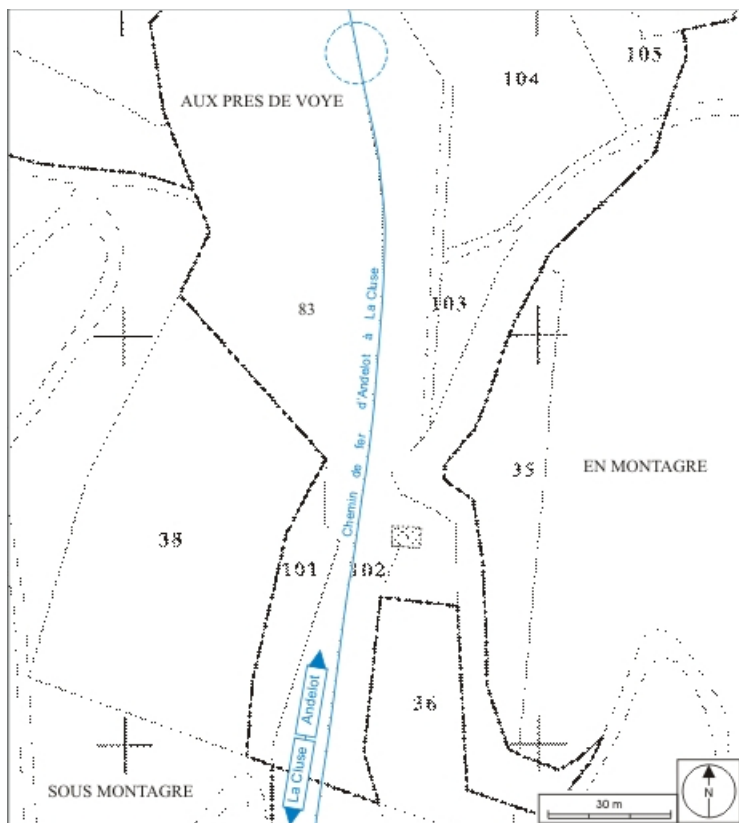 105
104
AUX PRES DE VOYE
83
103
Chemin de fer d'Andelot à La Cluse
35
EN MONTAGRE
38
101
102
36
Andelot
La Cluse
SOUS MONTAGRE
30 m
N